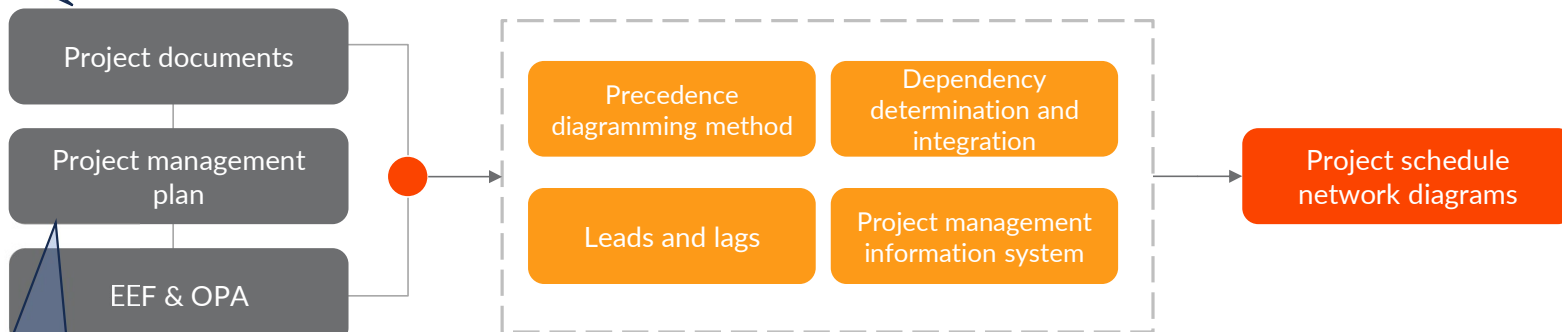 Project documents
Project management
plan
EEF & OPA
Precedence
diagramming method
Dependency
determination and
integration
Leads and lags
Project management
information system
Project schedule
network diagrams